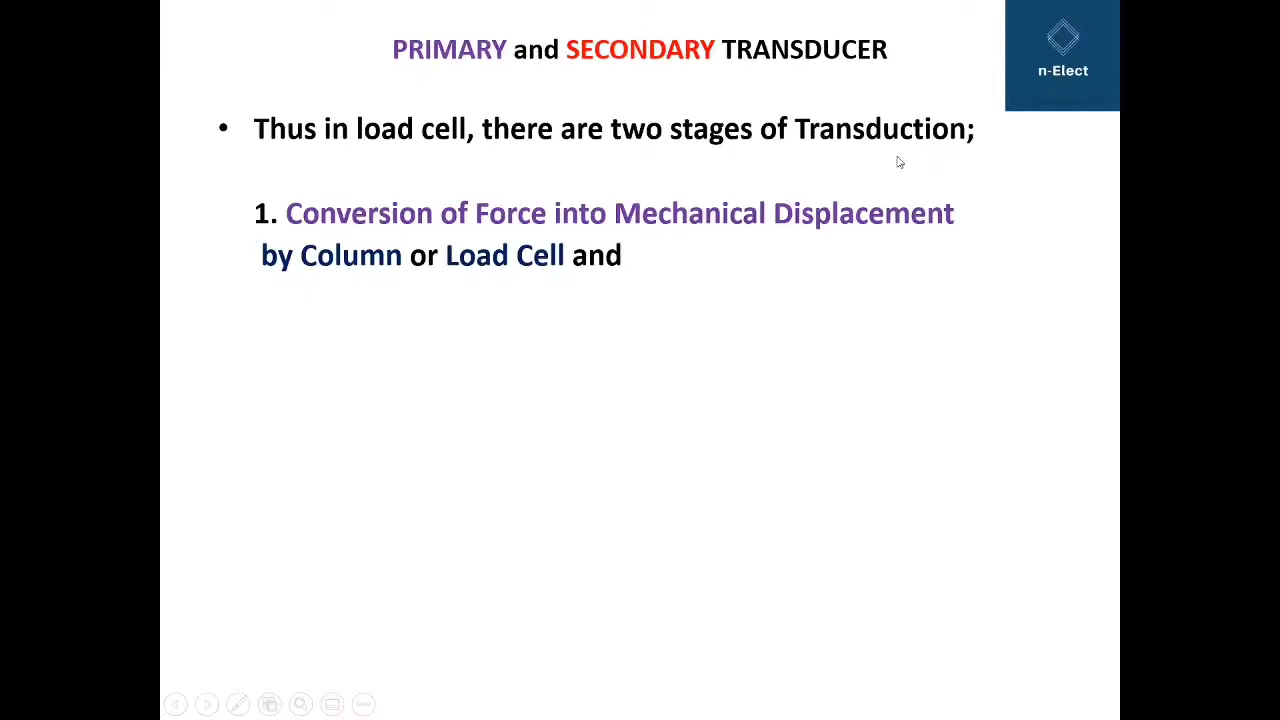 PRIMARY and SECONDARY TRANSDUCER
n-Elect
• Thus in load cell, there are two stages of Transduction;
1. Conversion of Force into Mechanical Displacement
by Column or Load Cell and